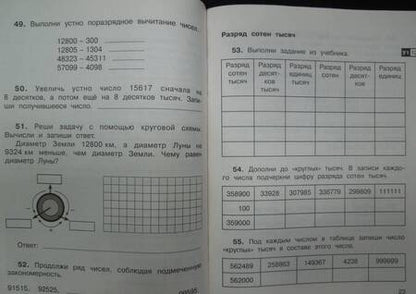 49. Выполни устно поразрядное вычитание чисел.
12800 – 300
12805 – 1304
48323 – 45311
57099 – 4098
50. Увеличь устно число 15617 сначала на
8 десятков, а потом ещё на 8 десятков тысяч. Запи-
ши получившееся число.
51. Реши задачу с помощью круговой схемы.
Вычисли и запиши ответ.
Диаметр Земли 12800 км, а диаметр Луны на
9324 км меньше, чем диаметр Земли. Чему равен
диаметр Луны?
Ответ:
52. Продолжи ряд чисел, соблюдая подмеченную
закономерность.
91515, 92525,
Разряд сотен тысяч
53. Выполни задание из учебника.
Разряд сотен тысяч
Разряд десят-ков тысяч
Разряд единиц тысяч
Разряд сотен
Разряд десят-ков
Разряд единиц
54. Дополни до «круглых» тысяч. В записи каждо-
го числа подчеркни цифру разряда сотен тысяч.
358900 33928 307985 336779 299809 111111
100
359000
55. Под каждым числом в таблице запиши число
«круглых» тысяч в составе этого числа.
562489 258963 149367 4238 999999
562000
23